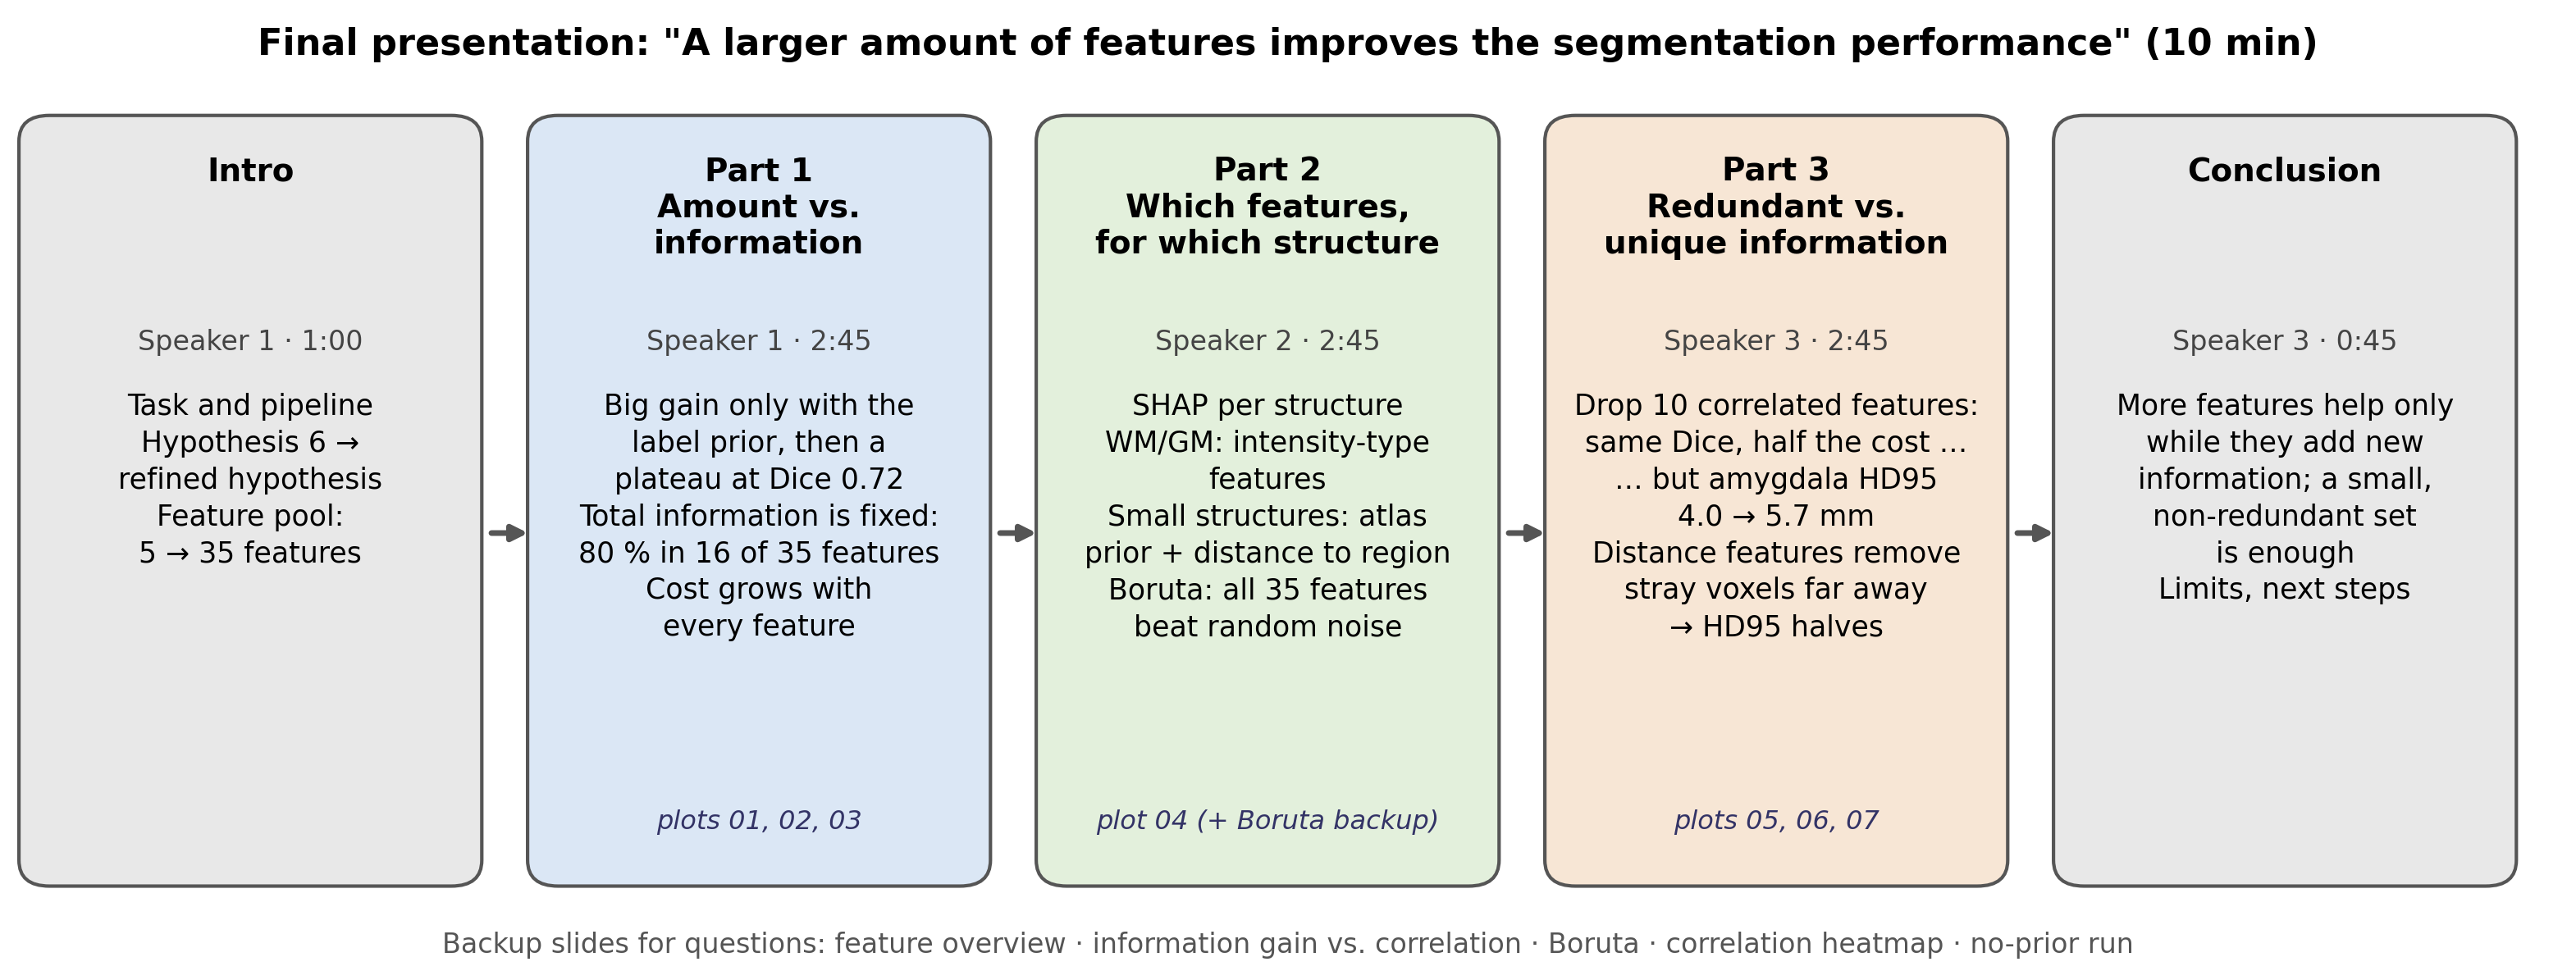 Final presentation: "A larger amount of features improves the segmentation performance" (10 min)
Intro
Speaker 1 · 1:00
Task and pipeline
Hypothesis 6 →
refined hypothesis
Feature pool:
5 → 35 features
Part 1
Amount vs.
information
Speaker 1 · 2:45
Big gain only with the
label prior, then a
plateau at Dice 0.72
Total information is fixed:
80 % in 16 of 35 features
Cost grows with
every feature
plots 01, 02, 03
Part 2
Which features,
for which structure
Speaker 2 · 2:45
SHAP per structure
WM/GM: intensity-type
features
Small structures: atlas
prior + distance to region
Boruta: all 35 features
beat random noise
plot 04 (+ Boruta backup)
Part 3
Redundant vs.
unique information
Speaker 3 · 2:45
Drop 10 correlated features:
same Dice, half the cost …
… but amygdala HD95
4.0 → 5.7 mm
Distance features remove
stray voxels far away
→ HD95 halves
plots 05, 06, 07
Conclusion
Speaker 3 · 0:45
More features help only
while they add new
information; a small,
non-redundant set
is enough
Limits, next steps
Backup slides for questions: feature overview · information gain vs. correlation · Boruta · correlation heatmap · no-prior run